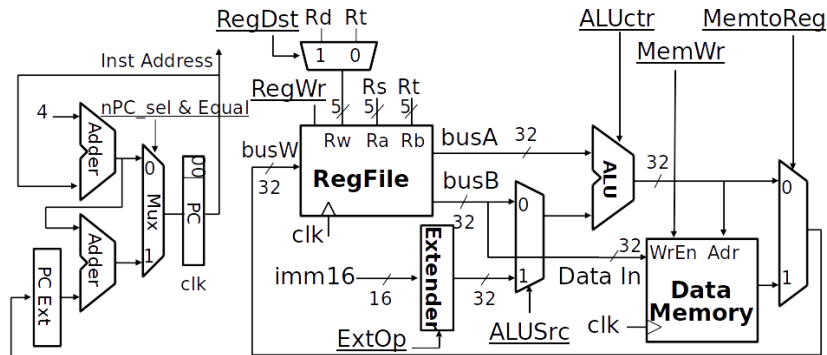 RegDst
Rd Rt
1 0
ALUctr
MemtoReg
MemWr
Inst Address
RegWr
Rs Rt
5 5 5
4
nPC_sel & Equal
Rw Ra Rb
busW
32
RegFile
busA
32
busB
32
clk
Adder
0
Mux
1
00
PC
clk
Adder
PC Ext
ALU
32
0
1
0
1
imm16
16
Extender
32
ExtOp
ALUSrc
32
Data In
WrEn Adr
Data
Memory
clk